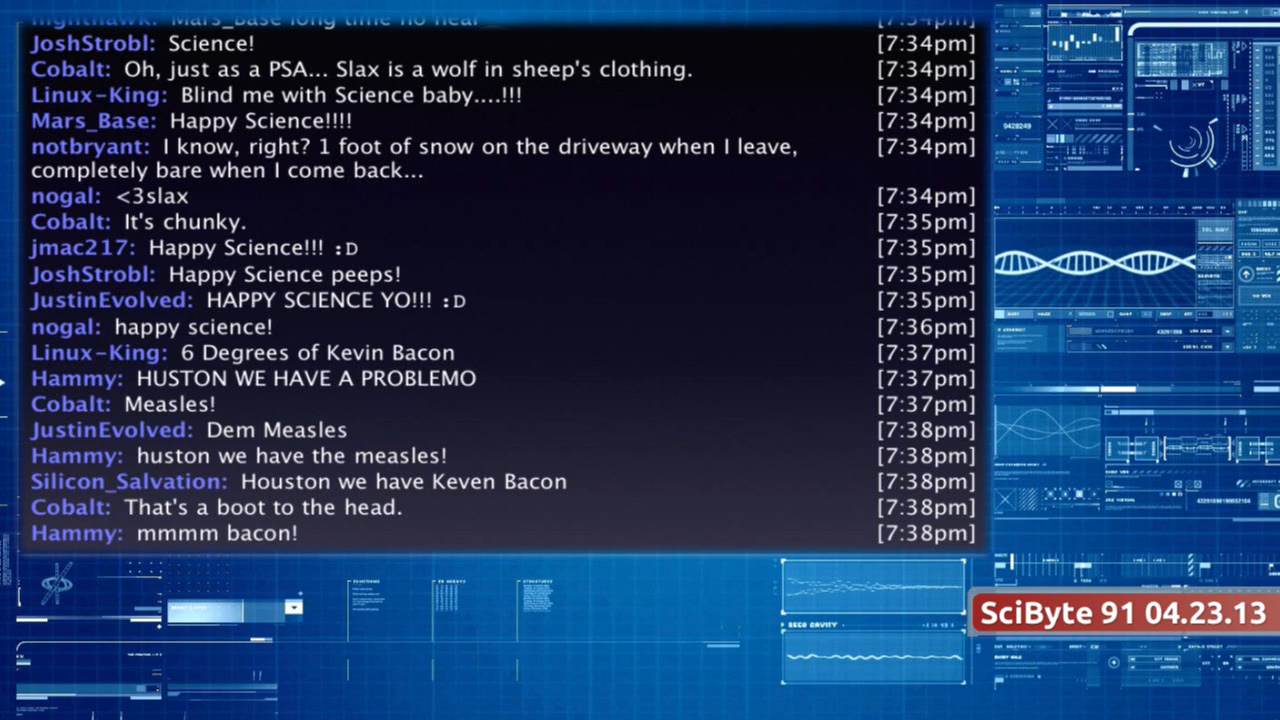 JoshStrobl: Science! [7:34pm]
Cobalt: Oh, just as a PSA... Slax is a wolf in sheep's clothing. [7:34pm]
Linux-King: Blind me with Science baby....!!! [7:34pm]
Mars_Base: Happy Science!!!! [7:34pm]
notbryant: I know, right? 1 foot of snow on the driveway when I leave, [7:34pm]
completely bare when I come back...
nogal: <3slax [7:34pm]
Cobalt: It's chunky. [7:35pm]
jmac217: Happy Science!!! :D [7:35pm]
JoshStrobl: Happy Science peeps! [7:35pm]
JustinEvolved: HAPPY SCIENCE YO!!! :D [7:35pm]
nogal: happy science! [7:36pm]
Linux-King: 6 Degrees of Kevin Bacon [7:37pm]
Hammy: HUSTON WE HAVE A PROBLEMO [7:37pm]
Cobalt: Measles! [7:37pm]
JustinEvolved: Dem Measles [7:38pm]
Hammy: huston we have the measles! [7:38pm]
Silicon_Salvation: Houston we have Keven Bacon [7:38pm]
Cobalt: That's a boot to the head. [7:38pm]
Hammy: mmmm bacon! [7:38pm]
SciByte 91 04.23.13
9428249